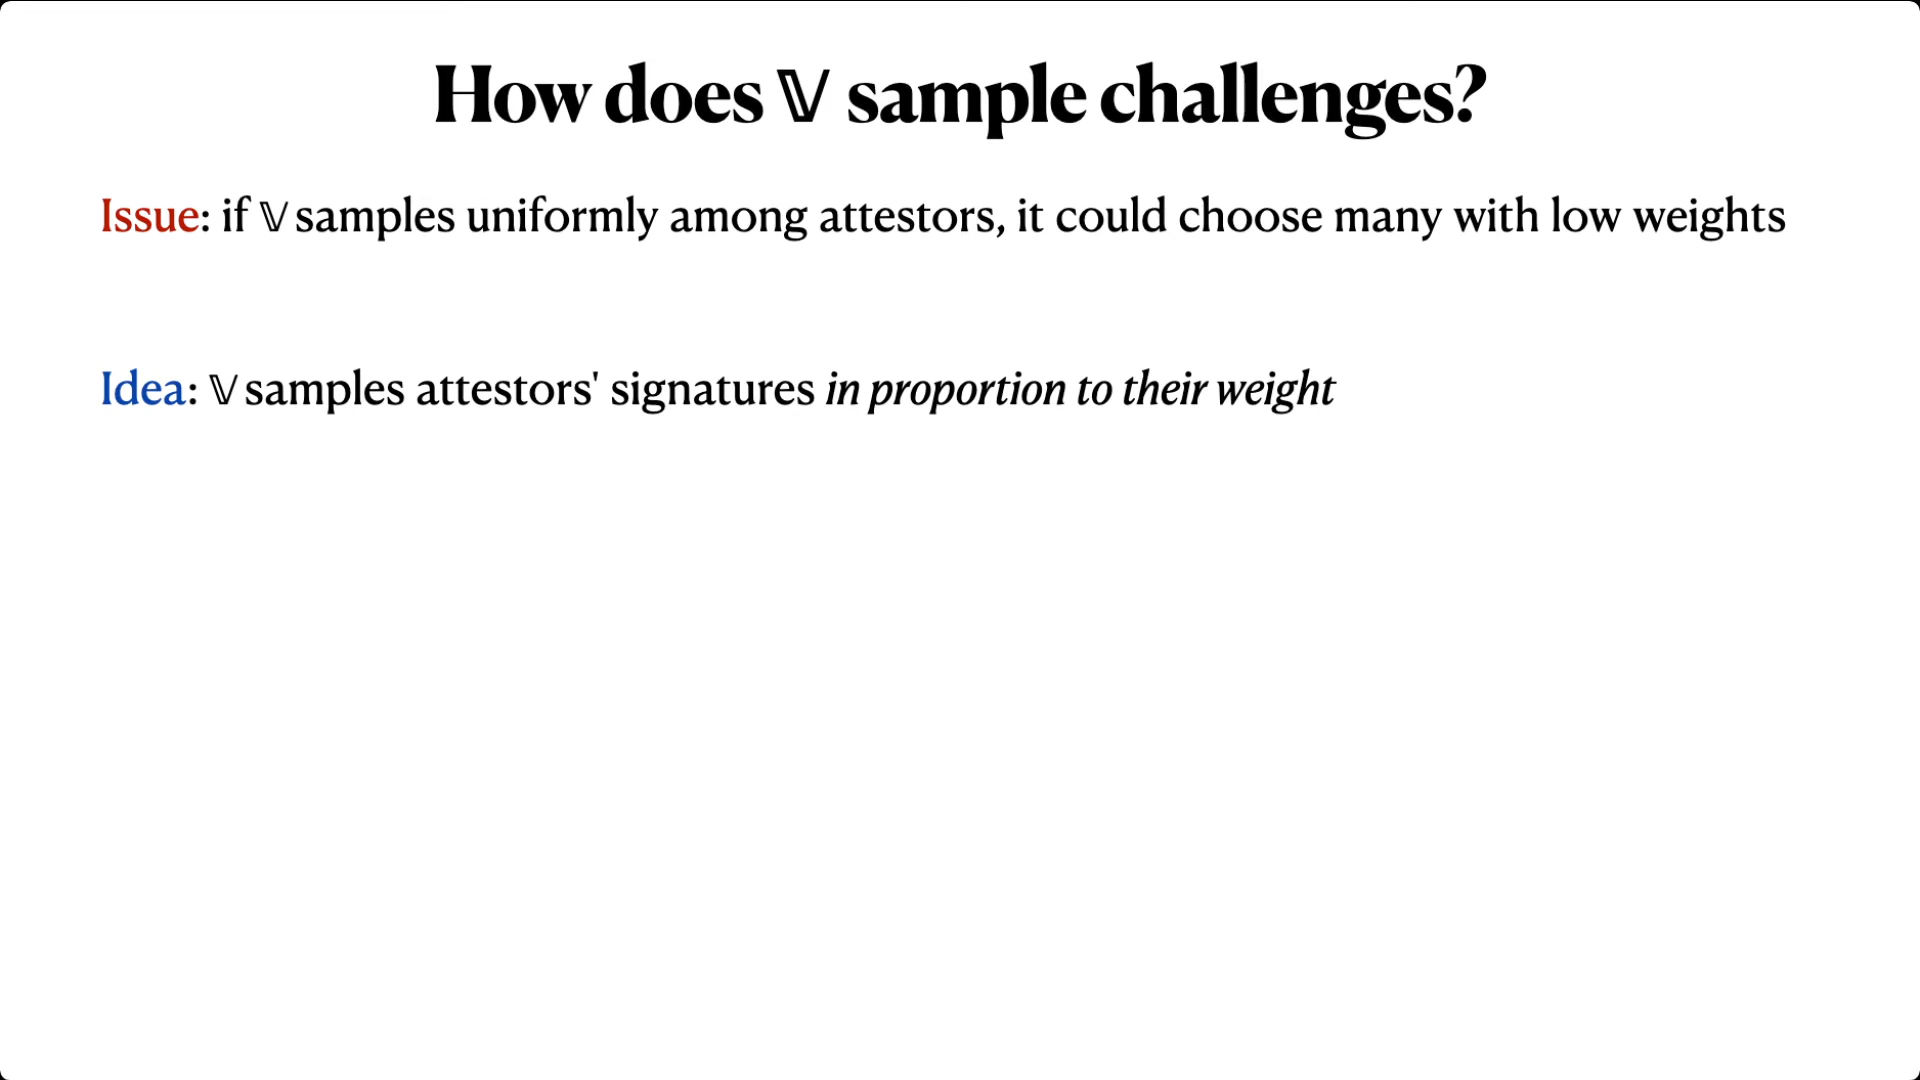 How does 𝕍 sample challenges?
Issue: if 𝕍 samples uniformly among attestors, it could choose many with low weights
Idea: 𝕍 samples attestors' signatures in proportion to their weight